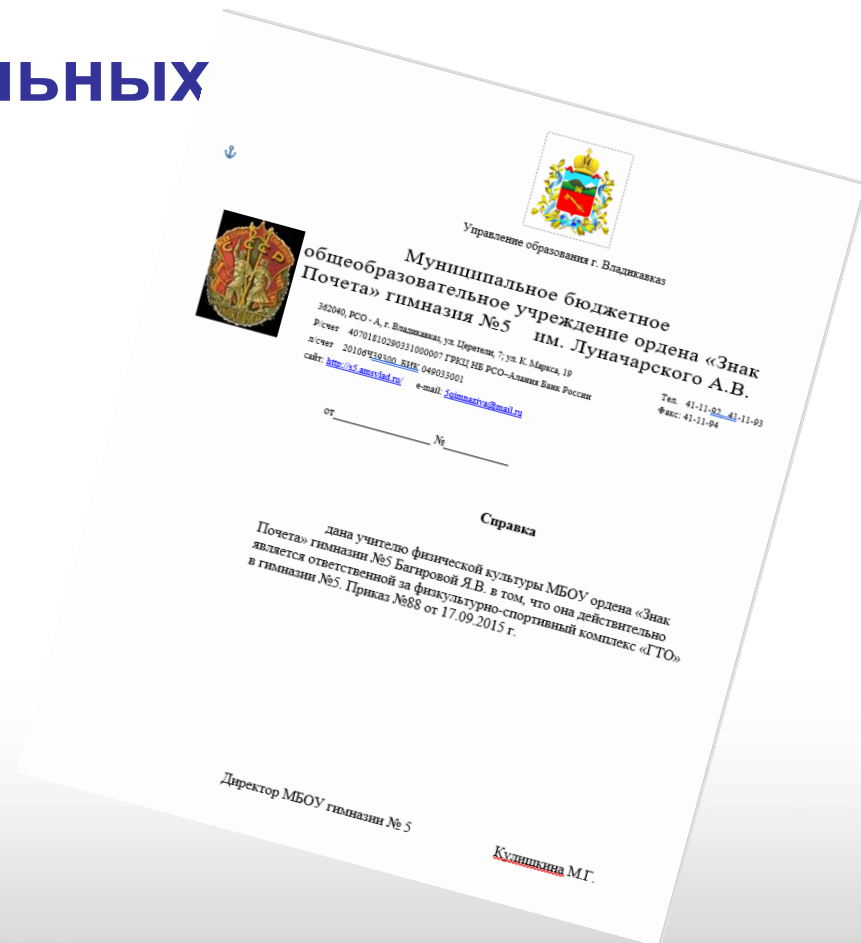 льных
Управление образования г. Владикавказ
Муниципальное бюджетное
общеобразовательное учреждение ордена «Знак
Почета» гимназия №5 им. Луначарского А.В.
СССР
362040, РСО - А, г. Владикавказ, ул. Церетели, 7; ул. К. Маркса, 19
Р/счет 40701810290331000007 ГРКЦ НБ РСО–Алания Банк России
л/счет 20106Ч39300 БИК 049033001
сайт: http://s5.amsvlad.ru/ e-mail: 5gimnaziya@mail.ru
Тел. 41-11-92, 41-11-93
Факс: 41-11-94
от №
Справка
дана учителю физической культуры МБОУ ордена «Знак
Почета» гимназии №5 Багировой Я.В. в том, что она действительно
является ответственной за физкультурно-спортивный комплекс «ГТО»
в гимназии №5. Приказ №88 от 17.09.2015 г.
Директор МБОУ гимназии № 5
Кулишкина М.Г.